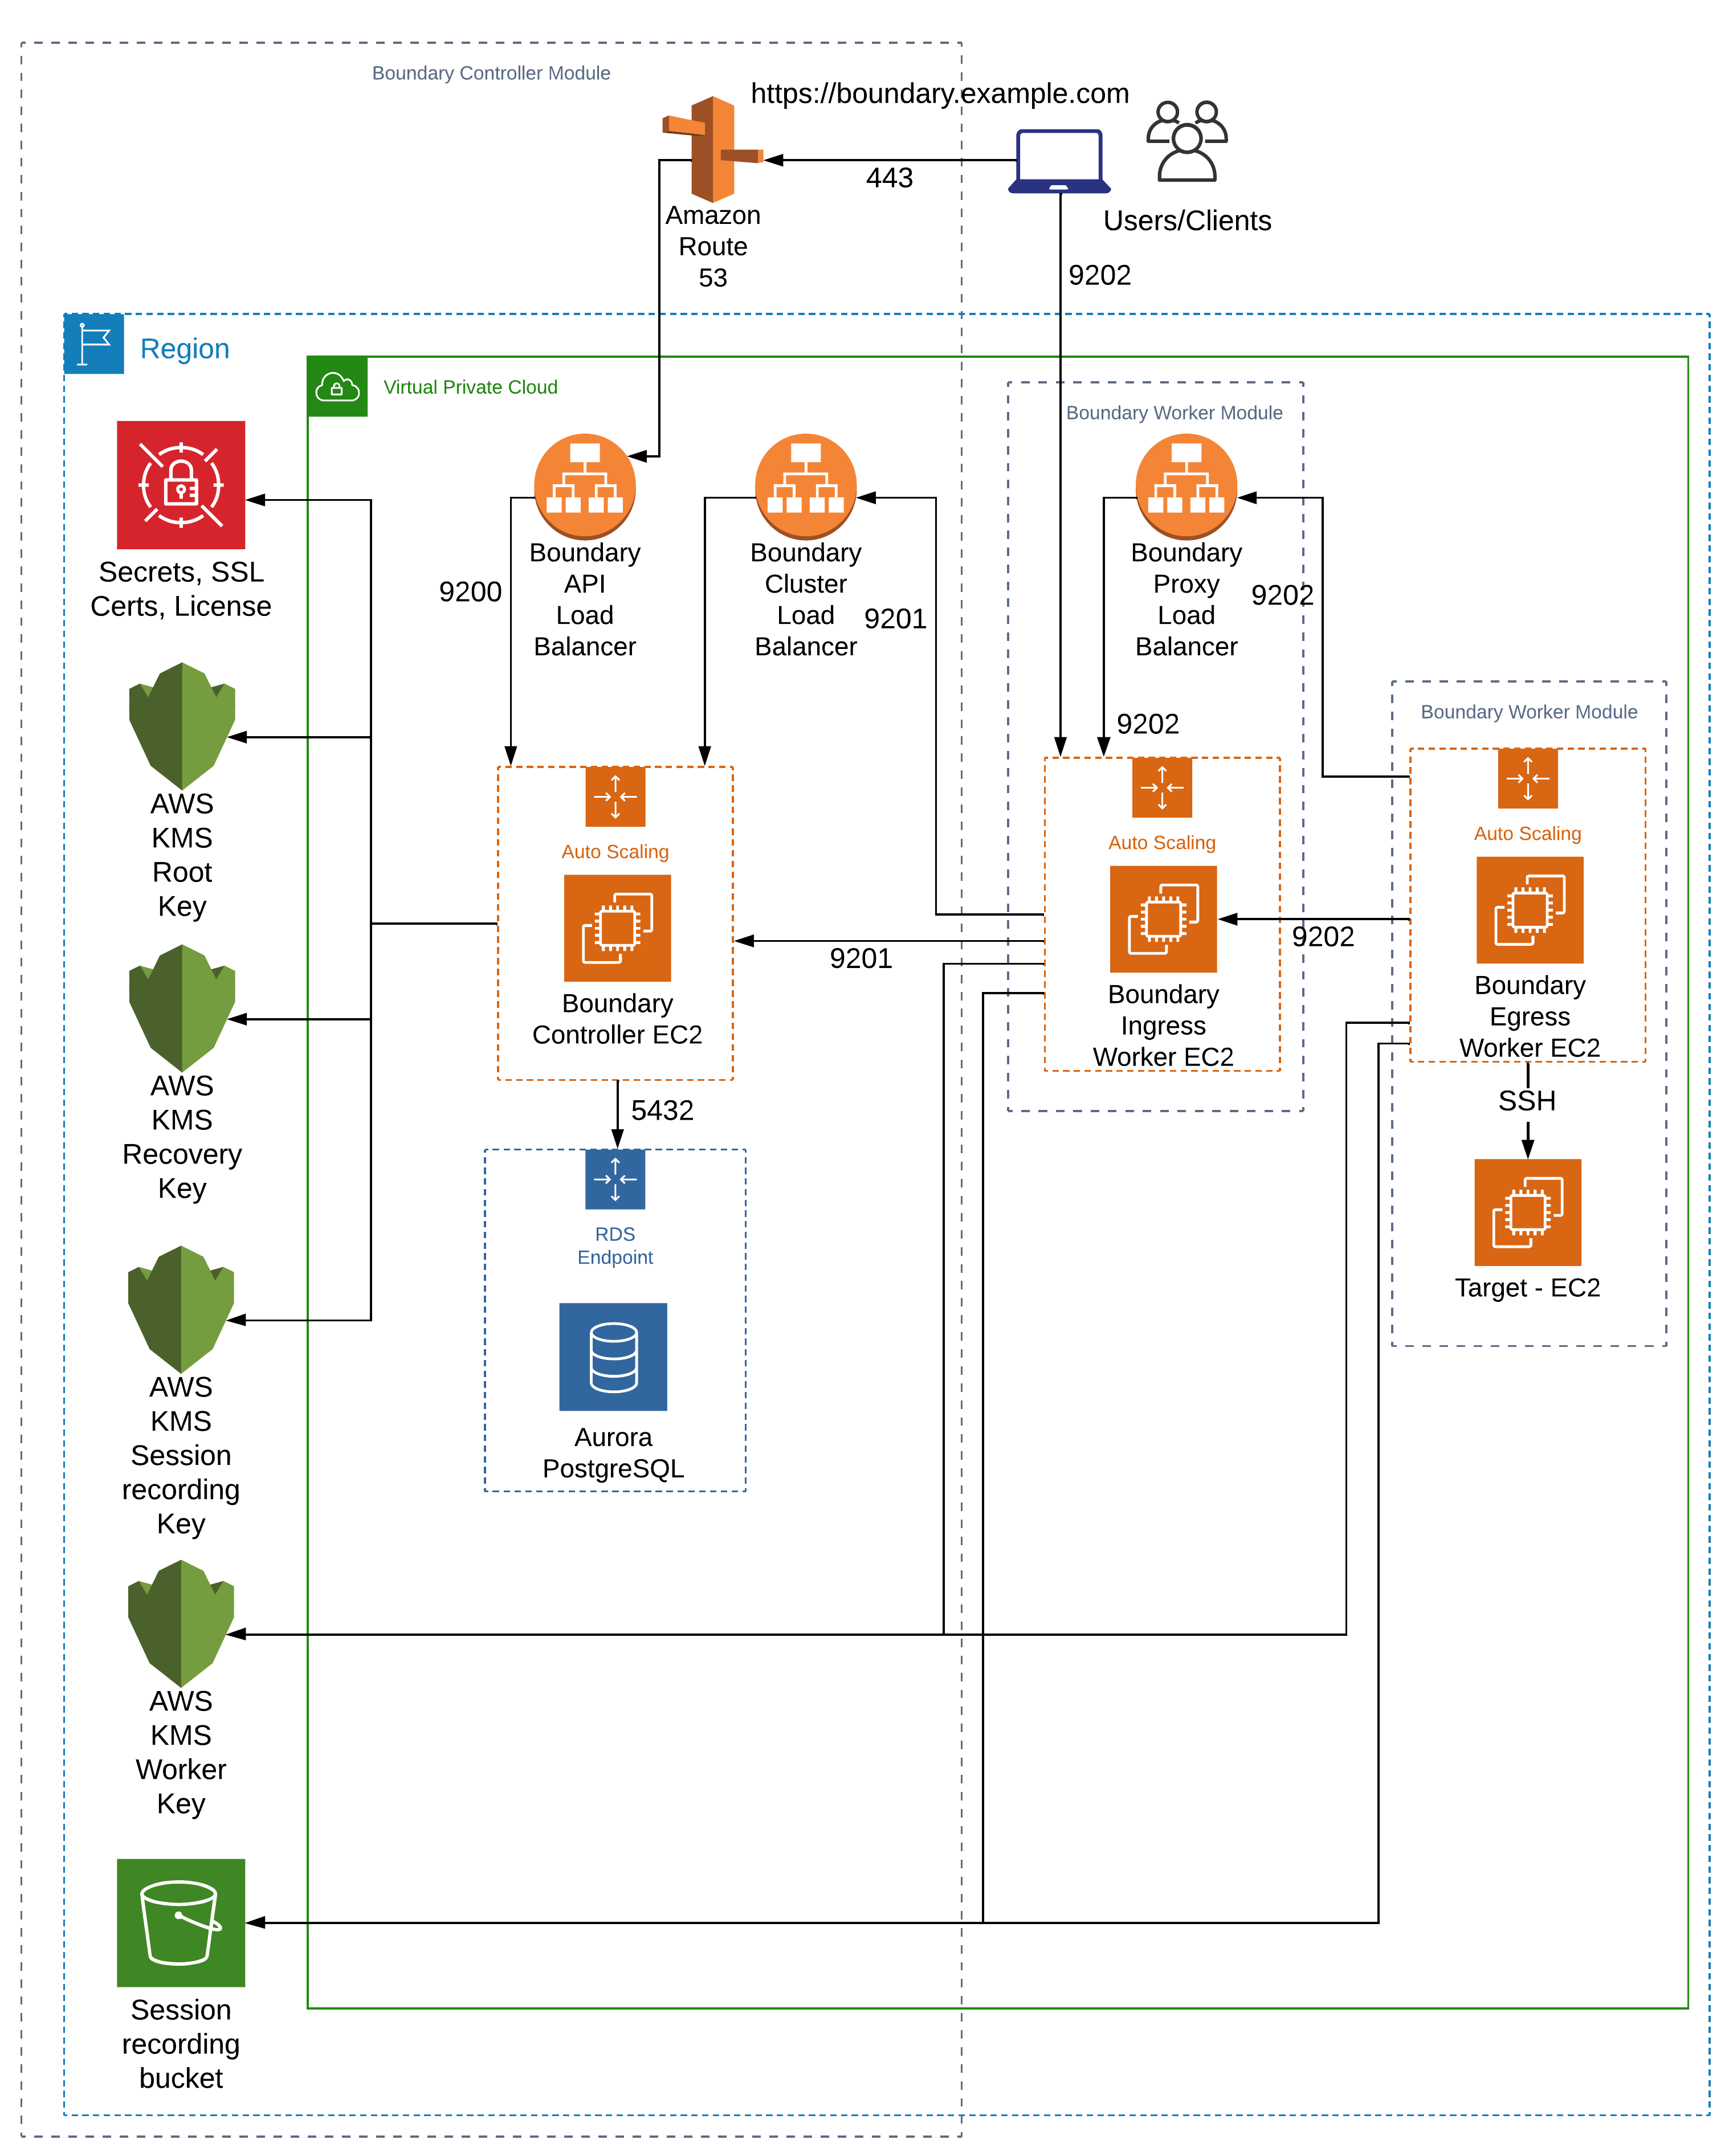 Boundary Controller Module
https://boundary.example.com
443
Amazon
Route
53
Users/Clients
9202
Region
Virtual Private Cloud
Boundary Worker Module
Secrets, SSL
Certs, License
Boundary
API
Load
Balancer
9200
Boundary
Cluster
Load
Balancer
9201
Boundary
Proxy
Load
Balancer
9202
9202
Boundary Worker Module
AWS
KMS
Root
Key
Auto Scaling
Boundary
Controller EC2
9201
Auto Scaling
Boundary
Ingress
Worker EC2
9202
Auto Scaling
Boundary
Egress
Worker EC2
SSH
Target - EC2
AWS
KMS
Recovery
Key
5432
RDS
Endpoint
Aurora
PostgreSQL
AWS
KMS
Session
recording
Key
AWS
KMS
Worker
Key
Session
recording
bucket